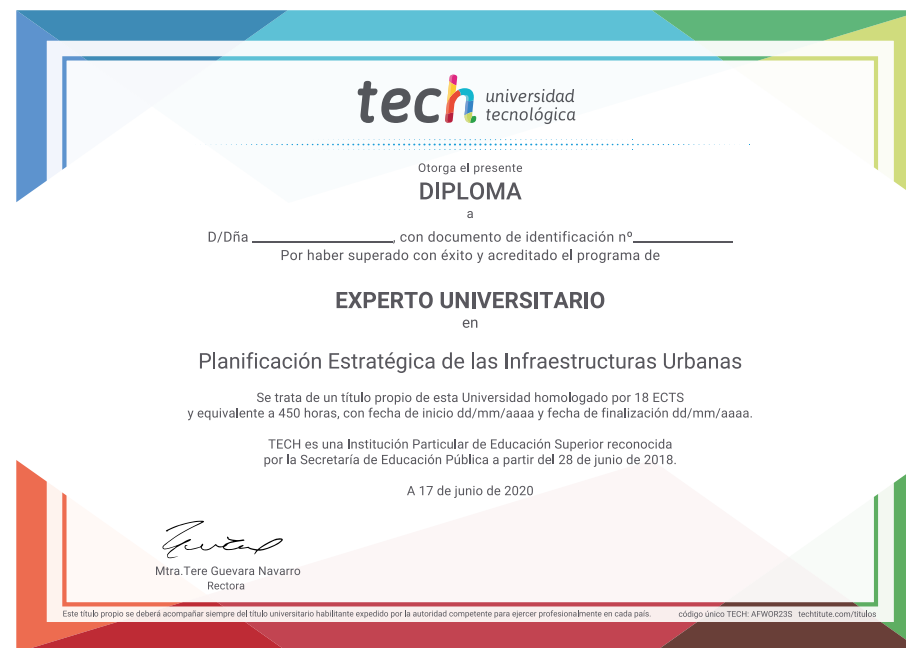 tech universidad
tecnológica
Otorga el presente
DIPLOMA
a
D/Dña ____________________, con documento de identificación nº______________
Por haber superado con éxito y acreditado el programa de
EXPERTO UNIVERSITARIO
en
Planificación Estratégica de las Infraestructuras Urbanas
Se trata de un título propio de esta Universidad homologado por 18 ECTS
y equivalente a 450 horas, con fecha de inicio dd/mm/aaaa y fecha de finalización dd/mm/aaaa.
TECH es una Institución Particular de Educación Superior reconocida
por la Secretaría de Educación Pública a partir del 28 de junio de 2018.
A 17 de junio de 2020
Mtra.Tere Guevara Navarro
Rectora
Este título propio se deberá acompañar siempre del título universitario habilitante expedido por la autoridad competente para ejercer profesionalmente en cada país. código único TECH: AFWOR23S techtitute.com/titulos